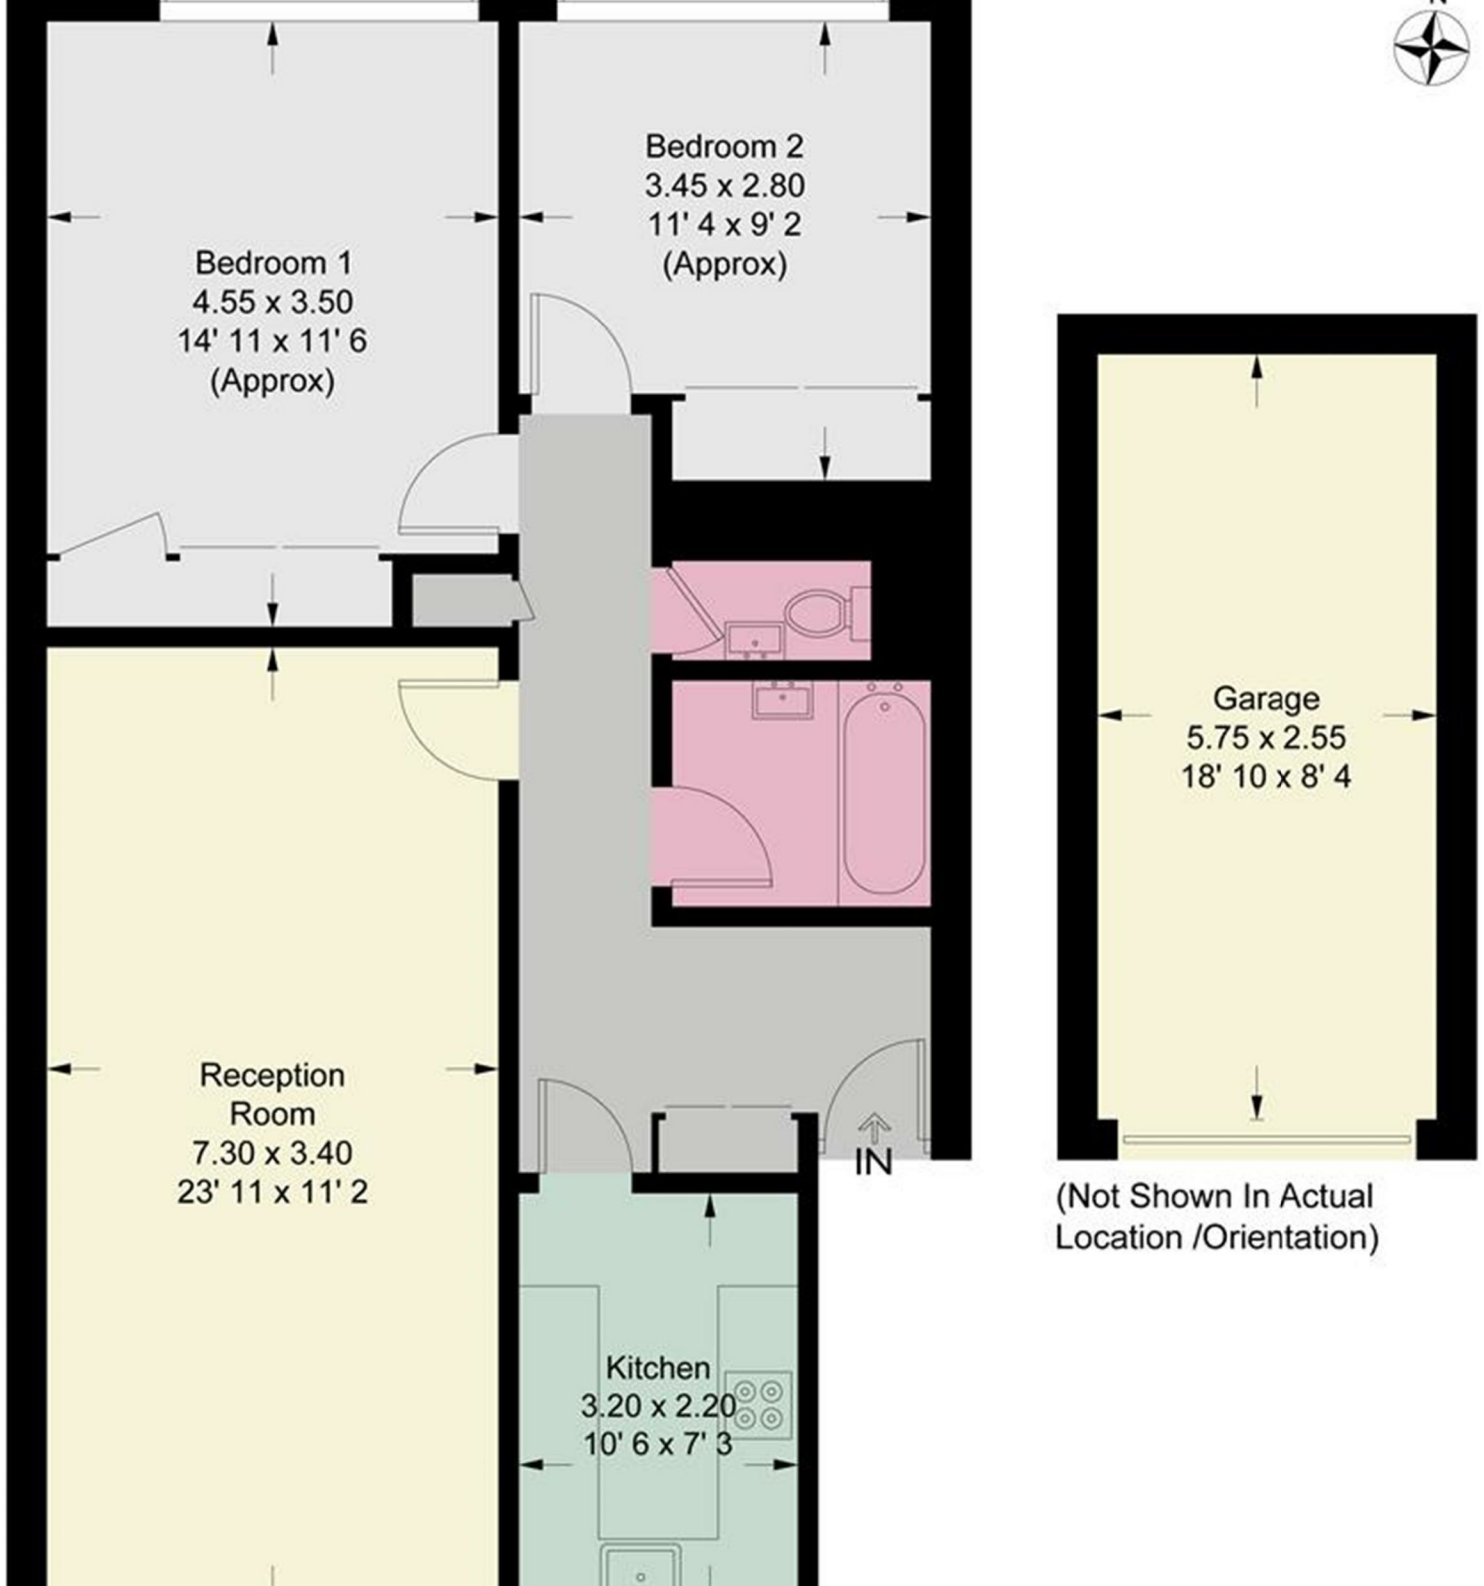 N
Bedroom 2
3.45 x 2.80
11' 4 x 9' 2
(Approx)
Bedroom 1
4.55 x 3.50
14' 11 x 11' 6
(Approx)
Garage
5.75 x 2.55
18' 10 x 8' 4
Reception
Room
7.30 x 3.40
23' 11 x 11' 2
IN
(Not Shown In Actual
Location /Orientation)
Kitchen
3.20 x 2.20
10' 6 x 7' 3